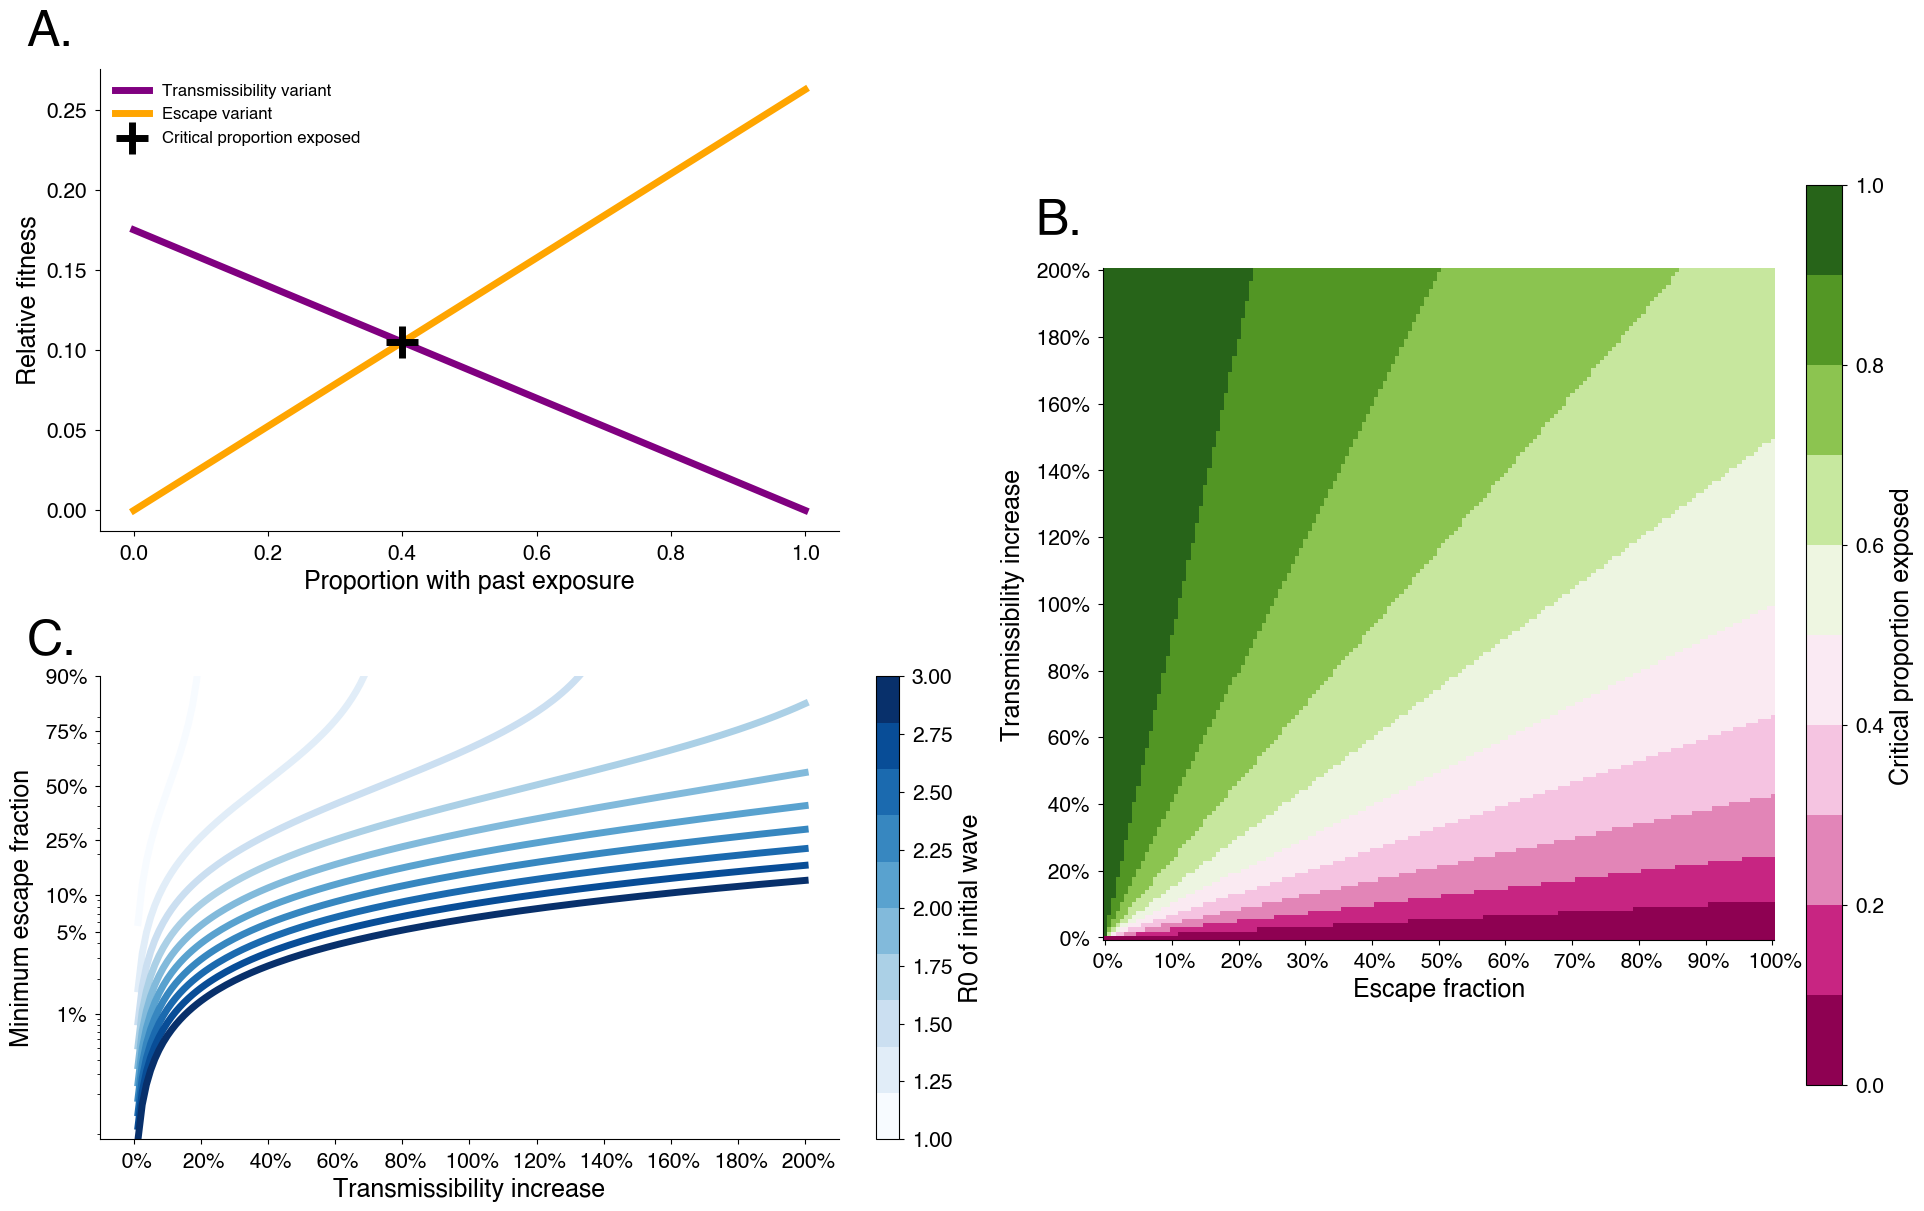 A.
Transmissibility variant
Escape variant
Critical proportion exposed
0.25
0.20
0.15
0.10
0.05
0.00
Relative fitness
0.0 0.2 0.4 0.6 0.8 1.0
Proportion with past exposure
B.
200%
180%
160%
140%
120%
100%
80%
60%
40%
20%
0%
Transmissibility increase
0% 10% 20% 30% 40% 50% 60% 70% 80% 90% 100%
Escape fraction
1.0
0.8
0.6
0.4
0.2
0.0
Critical proportion exposed
C.
90%
75%
50%
25%
10%
5%
1%
Minimum escape fraction
0% 20% 40% 60% 80% 100% 120% 140% 160% 180% 200%
Transmissibility increase
3.00
2.75
2.50
2.25
2.00
1.75
1.50
1.25
1.00
R0 of initial wave